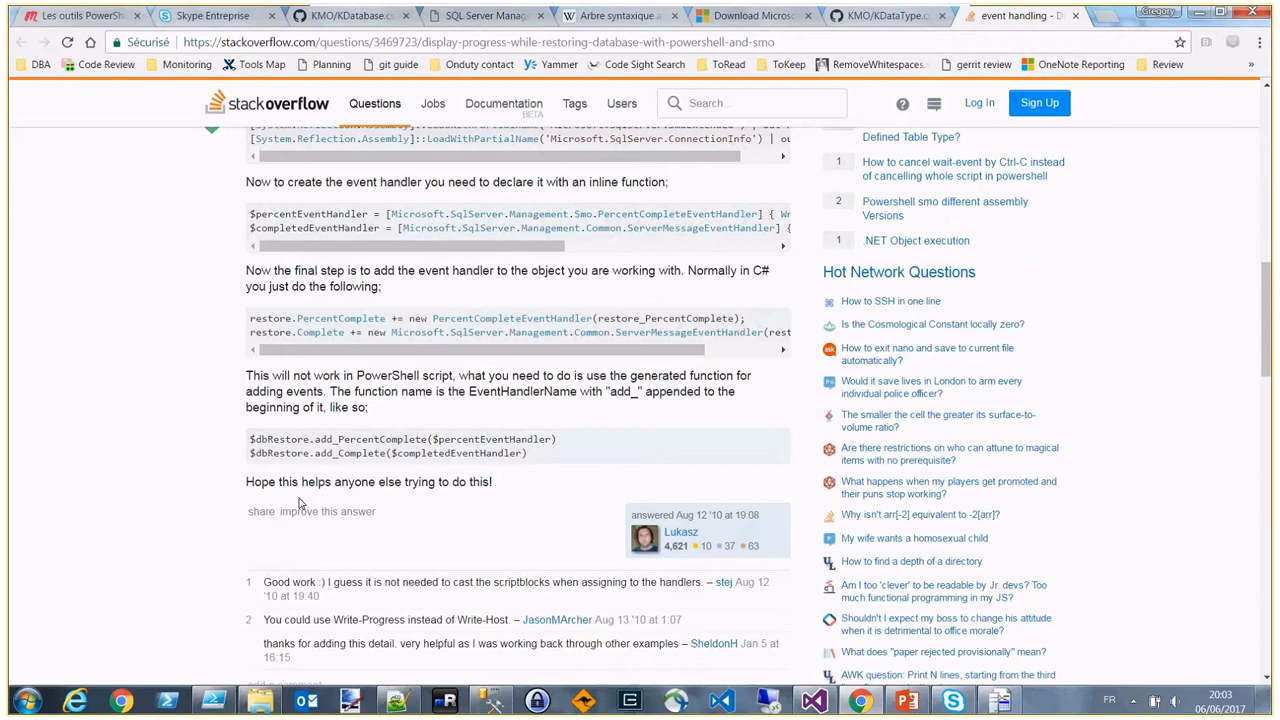 Les outils PowerSh
Skype Entreprise
KMO/KDatabase.c
SQL Server Mana
Arbre syntaxique a
Download Micros
KMO/KDataType.c
event handling - D
Gregory
Sécurisé
https://stackoverflow.com/questions/3469723/display-progress-while-restoring-database-with-powershell-and-smo
DBA
Code Review
Monitoring
Tools Map
Planning
git guide
Onduty contact
Yammer
Code Sight Search
ToRead
ToKeep
RemoveWhitespaces.
gerrit review
OneNote Reporting
Review
»
stackoverflow
Questions
Jobs
Documentation
BETA
Tags
Users
Search...
Log In
Sign Up
[System.Reflection.Assembly]::LoadWithPartialName('Microsoft.SqlServer.ConnectionInfo') | ou
Now to create the event handler you need to declare it with an inline function;
$percentEventHandler = [Microsoft.SqlServer.Management.Smo.PercentCompleteEventHandler] { Wr
$completedEventHandler = [Microsoft.SqlServer.Management.Common.ServerMessageEventHandler] {
Now the final step is to add the event handler to the object you are working with. Normally in C#
you just do the following;
restore.PercentComplete += new PercentCompleteEventHandler(restore_PercentComplete);
restore.Complete += new Microsoft.SqlServer.Management.Common.ServerMessageEventHandler(rest
This will not work in PowerShell script, what you need to do is use the generated function for
adding events. The function name is the EventHandlerName with "add_" appended to the
beginning of it, like so;
$dbRestore.add_PercentComplete($percentEventHandler)
$dbRestore.add_Complete($completedEventHandler)
Hope this helps anyone else trying to do this!
share improve this answer
answered Aug 12 '10 at 19:08
Lukasz
4,621 10 37 63
1 Good work :) I guess it is not needed to cast the scriptblocks when assigning to the handlers. – stej Aug 12
'10 at 19:40
2 You could use Write-Progress instead of Write-Host. – JasonMArcher Aug 13 '10 at 1:07
thanks for adding this detail. very helpful as I was working back through other examples – SheldonH Jan 5 at
16:15
add a comment
Defined Table Type?
1 How to cancel wait-event by Ctrl-C instead
of cancelling whole script in powershell
2 Powershell smo different assembly
Versions
1 .NET Object execution
Hot Network Questions
How to SSH in one line
Is the Cosmological Constant locally zero?
How to exit nano and save to current file
automatically?
Would it save lives in London to arm every
individual police officer?
The smaller the cell the greater its surface-to-
volume ratio?
Are there restrictions on who can attune to magical
items with no prerequisite?
What happens when my players get promoted and
their puns stop working?
Why isn't arr[-2] equivalent to -2[arr]?
My wife wants a homosexual child
How to find a depth of a directory
Am I too 'clever' to be readable by Jr. devs? Too
much functional programming in my JS?
Shouldn't I expect my boss to change his attitude
when it is detrimental to office morale?
What does "paper rejected provisionally" mean?
AWK question: Print N lines, starting from the third
FR
20:03
06/06/2017